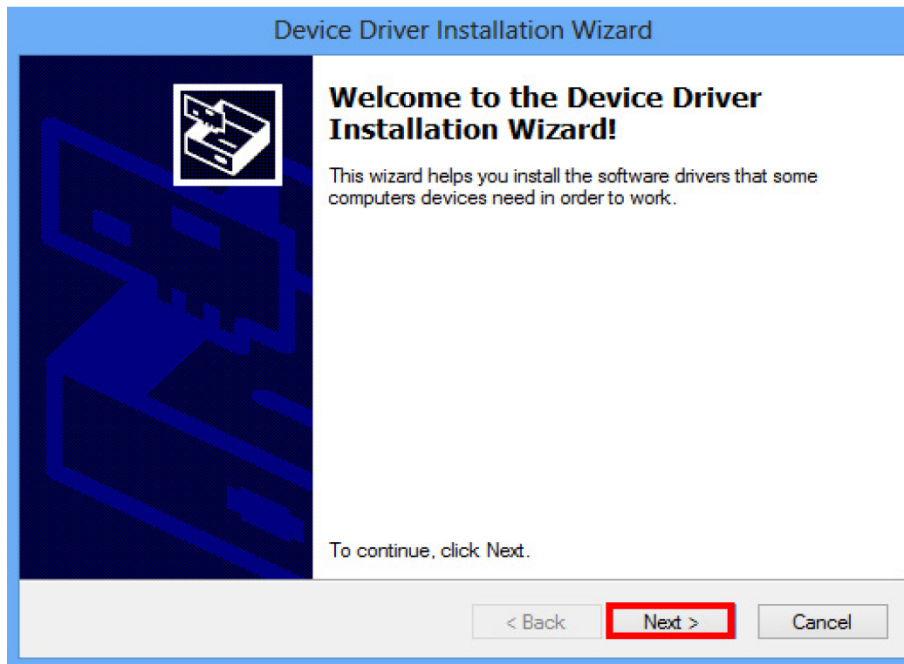 Device Driver Installation Wizard
Welcome to the Device Driver
Installation Wizard!
This wizard helps you install the software drivers that some
computers devices need in order to work.
To continue, click Next.
< Back
Next >
Cancel